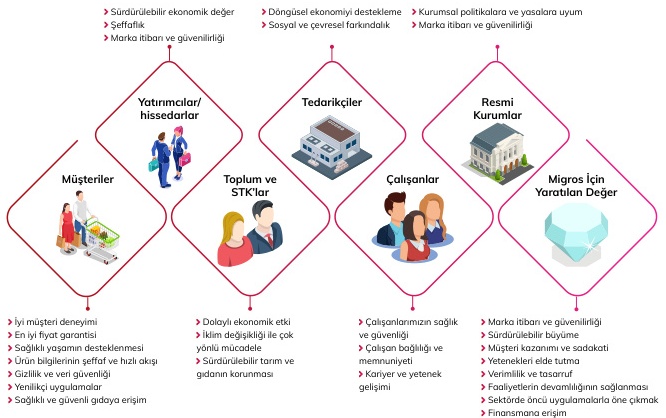 Sürdürülebilir ekonomik değer
Şeffaflık
Marka itibarı ve güvenilirliği
Döngüsel ekonomiyi destekleme
Sosyal ve çevresel farkındalık
Kurumsal politikalara ve yasalara uyum
Marka itibarı ve güvenilirliği
Yatırımcılar/
hissedarlar
Tedarikçiler
Resmi
Kurumlar
Müşteriler
Toplum ve
STK'lar
Çalışanlar
Migros İçin
Yaratılan Değer
İyi müşteri deneyimi
En iyi fiyat garantisi
Sağlıklı yaşamın desteklenmesi
Ürün bilgilerinin şeffaf ve hızlı akışı
Gizlilik ve veri güvenliği
Yenilikçi uygulamalar
Sağlıklı ve güvenli gıdaya erişim
Dolaylı ekonomik etki
İklim değişikliği ile çok
yönlü mücadele
Sürdürülebilir tarım ve
gıdanın korunması
Çalışanlarımızın sağlık
ve güvenliği
Çalışan bağlılığı ve
memnuniyeti
Kariyer ve yetenek
gelişimi
Marka itibarı ve güvenilirliği
Sürdürülebilir büyüme
Müşteri kazanımı ve sadakati
Yetenekleri elde tutma
Verimlilik ve tasarruf
Faaliyetlerin devamlılığının sağlanması
Sektörde öncü uygulamalarla öne çıkmak
Finansmana erişim